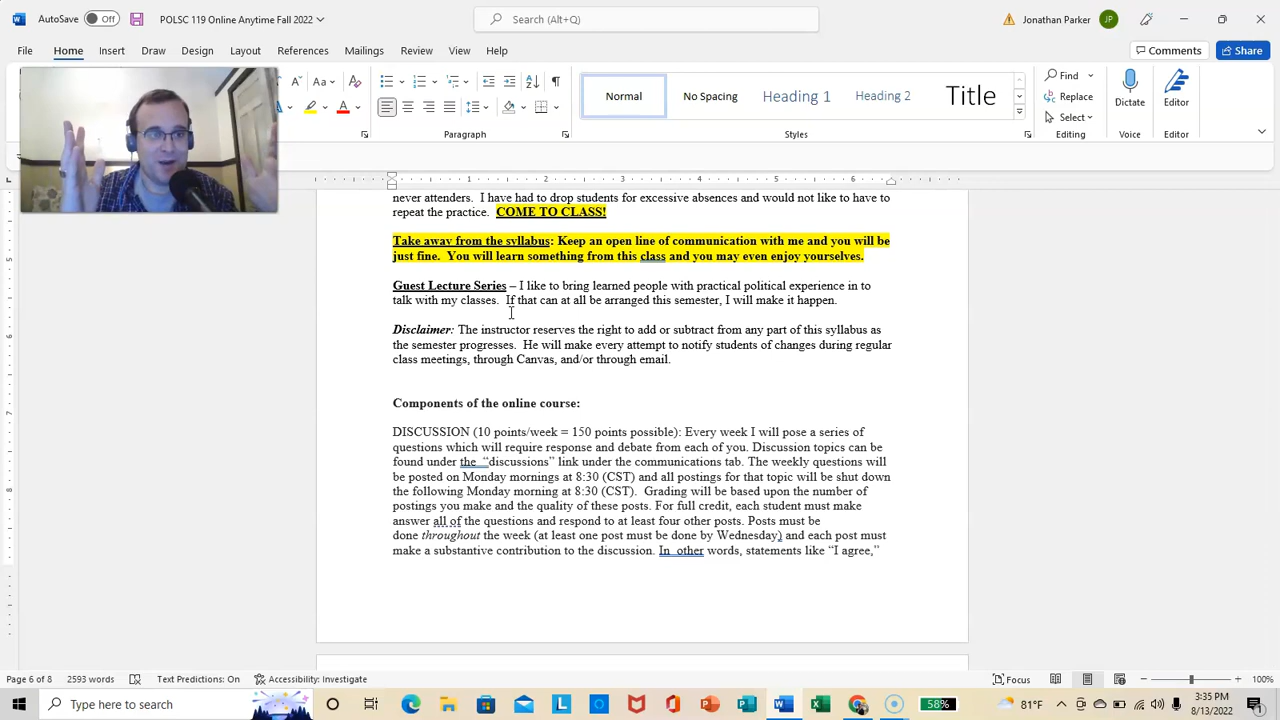 AutoSave Off POLSC 119 Online Anytime Fall 2022 Search (Alt+Q) Jonathan Parker JP
File Home Insert Draw Design Layout References Mailings Review View Help Comments Share
Find
Normal No Spacing Heading 1 Heading 2 Title Replace Dictate Editor
Select
Paragraph Styles Editing Voice Editor
never attenders. I have had to drop students for excessive absences and would not like to have to
repeat the practice. COME TO CLASS!
Take away from the syllabus: Keep an open line of communication with me and you will be
just fine. You will learn something from this class and you may even enjoy yourselves.
Guest Lecture Series – I like to bring learned people with practical political experience in to
talk with my classes. If that can at all be arranged this semester, I will make it happen.
Disclaimer: The instructor reserves the right to add or subtract from any part of this syllabus as
the semester progresses. He will make every attempt to notify students of changes during regular
class meetings, through Canvas, and/or through email.
Components of the online course:
DISCUSSION (10 points/week = 150 points possible): Every week I will pose a series of
questions which will require response and debate from each of you. Discussion topics can be
found under the “discussions” link under the communications tab. The weekly questions will
be posted on Monday mornings at 8:30 (CST) and all postings for that topic will be shut down
the following Monday morning at 8:30 (CST). Grading will be based upon the number of
postings you make and the quality of these posts. For full credit, each student must make
answer all of the questions and respond to at least four other posts. Posts must be
done throughout the week (at least one post must be done by Wednesday) and each post must
make a substantive contribution to the discussion. In other words, statements like “I agree,”
Page 6 of 8 2593 words Text Predictions: On Accessibility: Investigate Focus 100%
Type here to search 58% 81°F 3:35 PM
8/13/2022